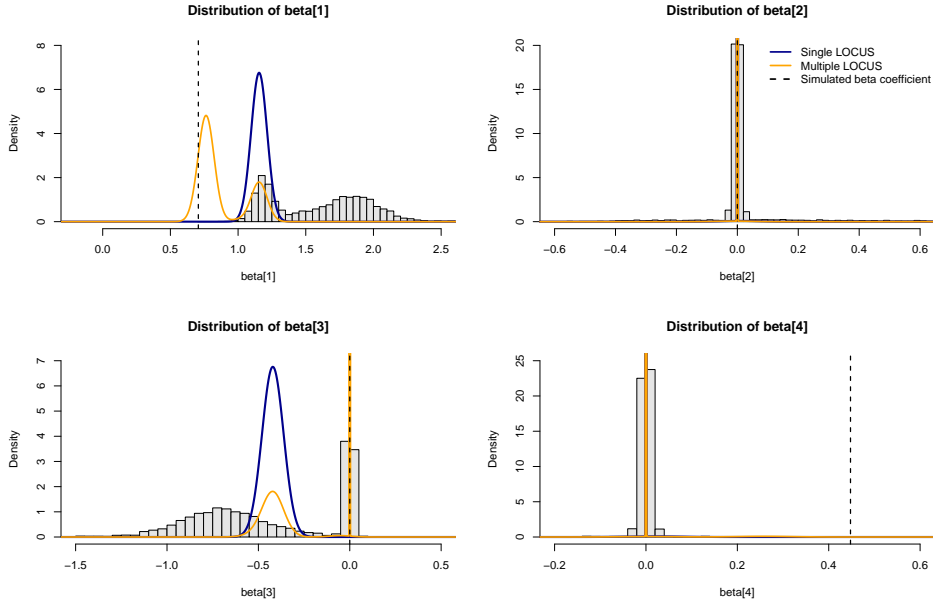 Distribution of beta[1]
Density
0 2 4 6 8
0.0 0.5 1.0 1.5 2.0 2.5
beta[1]
Distribution of beta[2]
Density
0 5 10 15 20
−0.6 −0.4 −0.2 0.0 0.2 0.4 0.6
beta[2]
Single LOCUS
Multiple LOCUS
Simulated beta coefficient
Distribution of beta[3]
Density
0 1 2 3 4 5 6 7
−1.5 −1.0 −0.5 0.0 0.5
beta[3]
Distribution of beta[4]
Density
0 5 10 15 20 25
−0.2 0.0 0.2 0.4 0.6
beta[4]